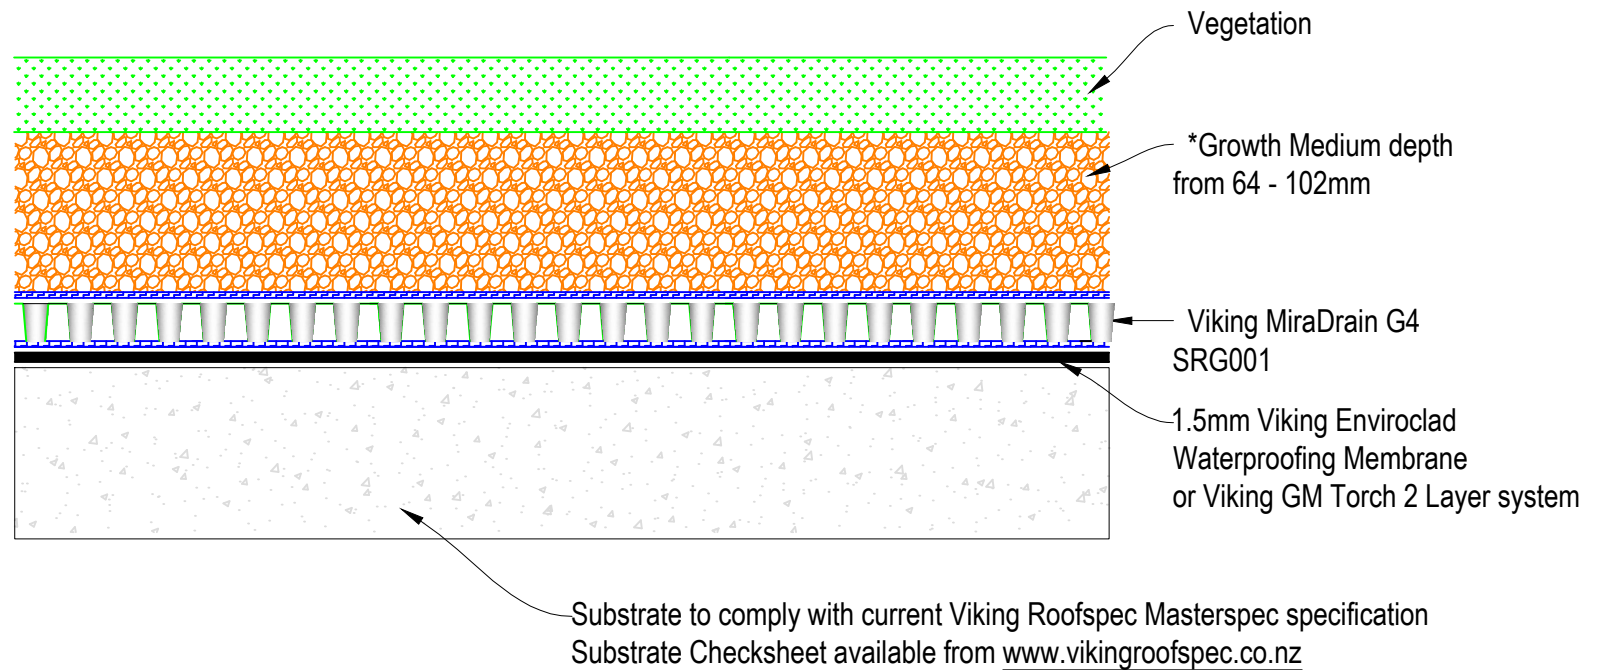 Vegetation
*Growth Medium depth
from 64 - 102mm
Viking MiraDrain G4
SRG001
1.5mm Viking Enviroclad
Waterproofing Membrane
or Viking GM Torch 2 Layer system
Substrate to comply with current Viking Roofspec Masterspec specification
Substrate Checksheet available from www.vikingroofspec.co.nz